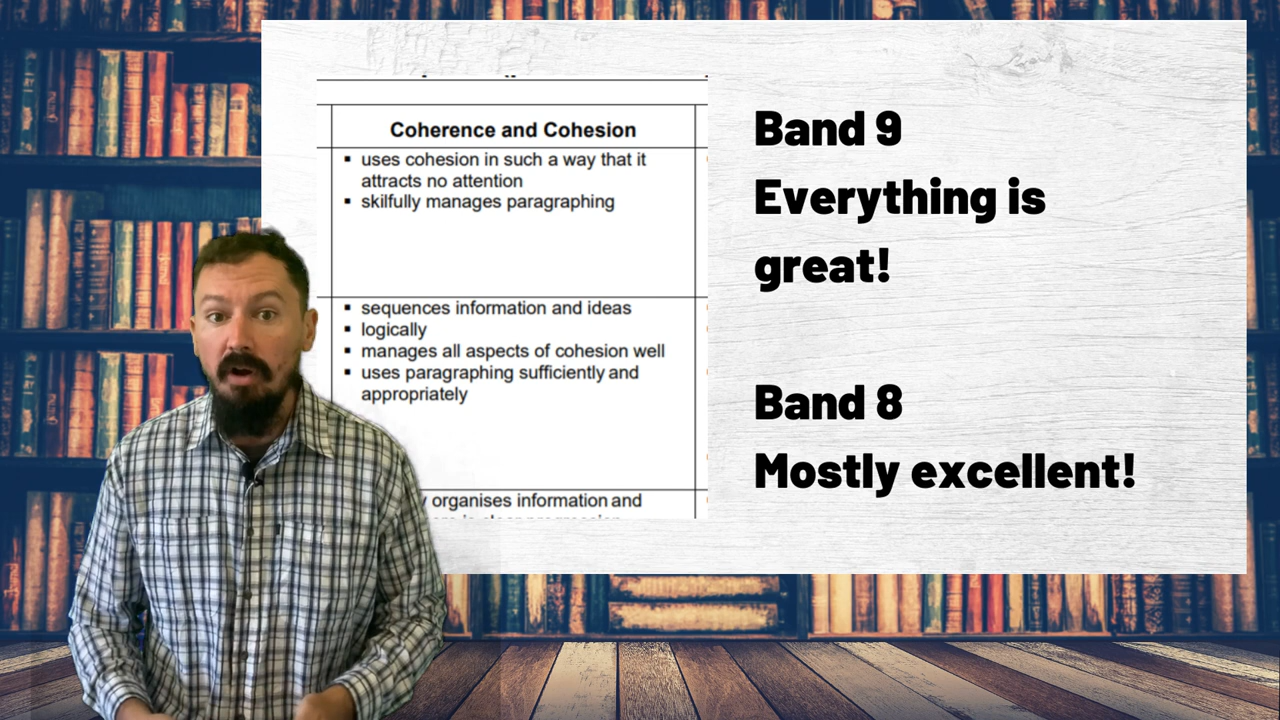 Coherence and Cohesion
▪ uses cohesion in such a way that it
attracts no attention
▪ skilfully manages paragraphing
▪ sequences information and ideas
▪ logically
▪ manages all aspects of cohesion well
▪ uses paragraphing sufficiently and
appropriately
organises information and
Band 9
Everything is
great!
Band 8
Mostly excellent!